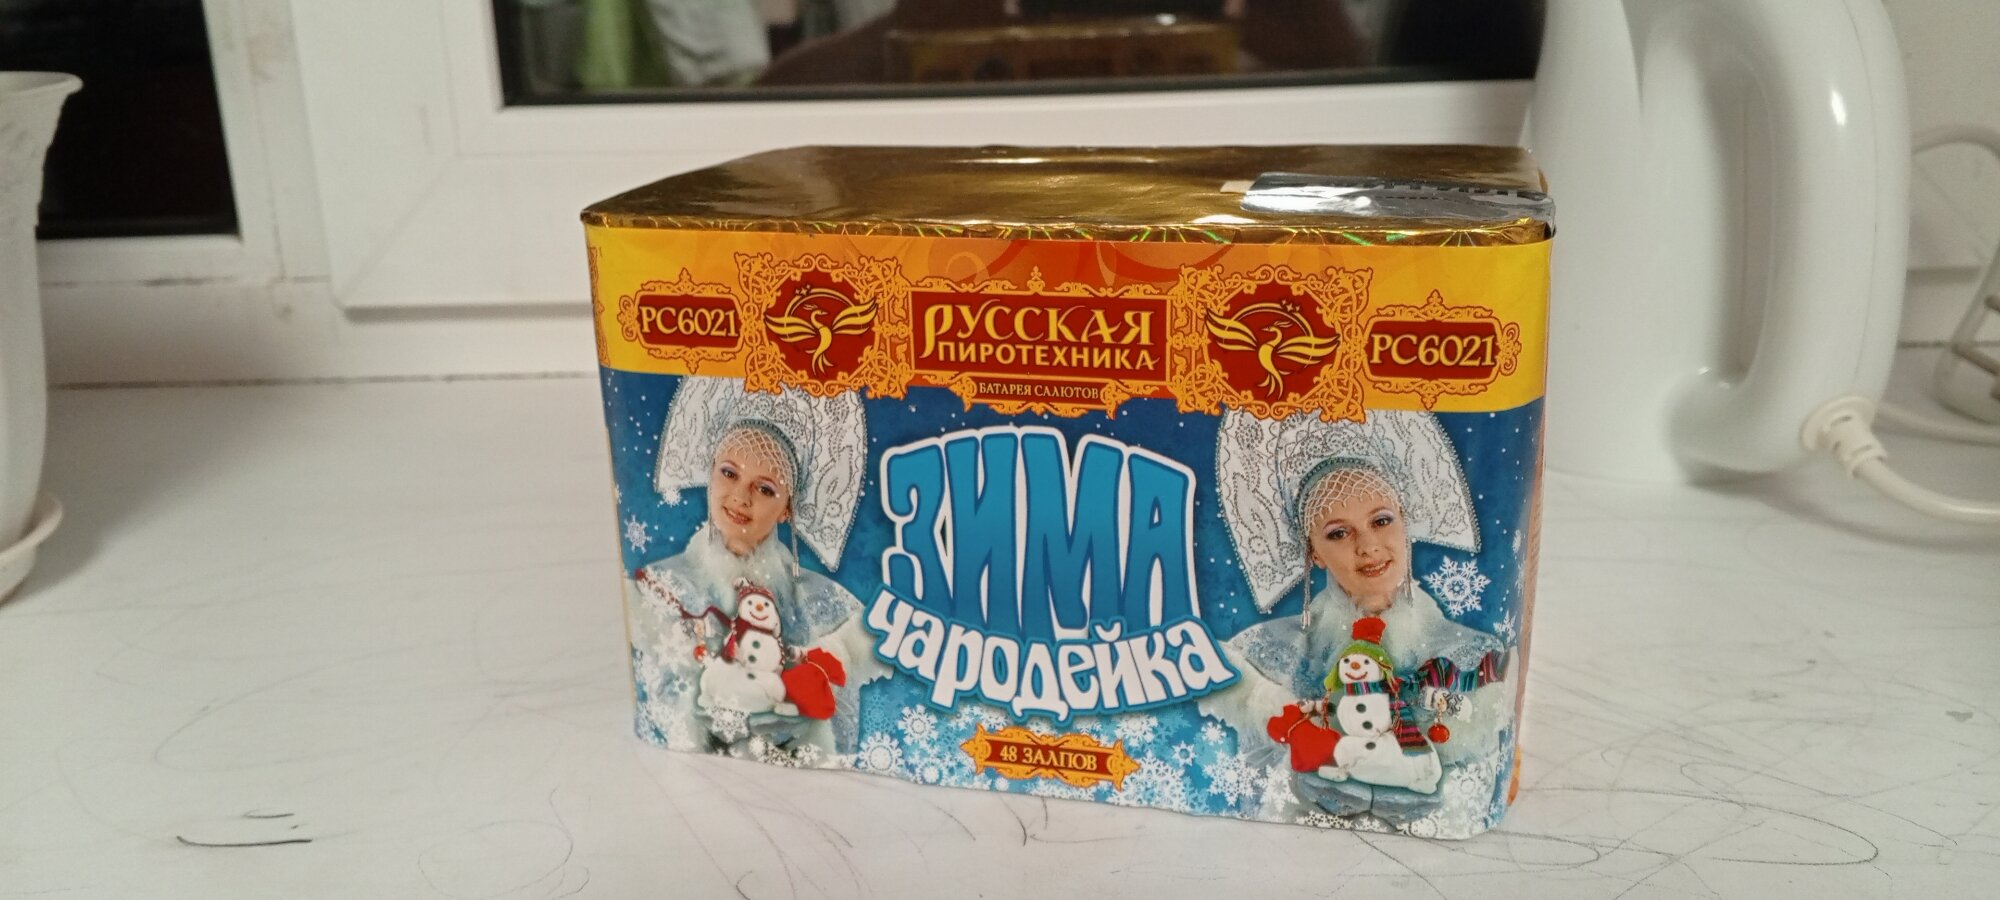 РС6021
РУССКАЯ
ПИРОТЕХНИКА
БАТАРЕЯ САЛЮТОВ
РС6021
ЗИМА
чародейка
48 ЗАЛПОВ